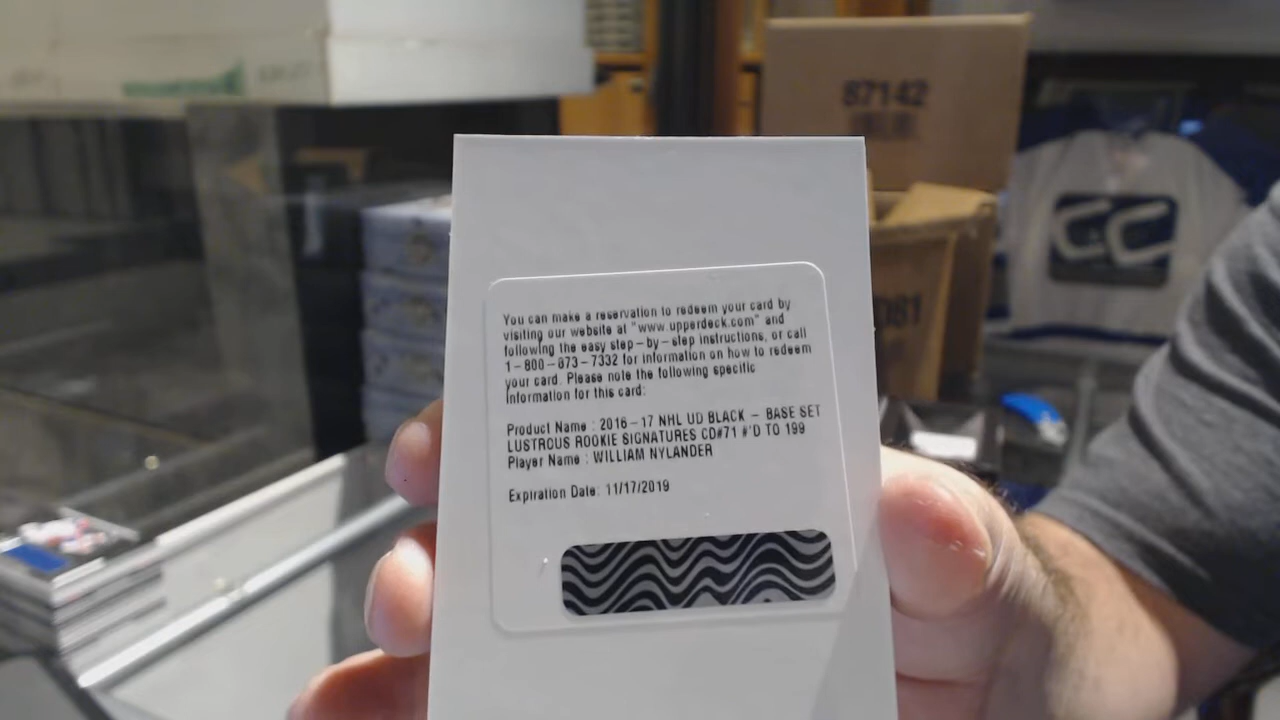 87142
081
CC
You can make a reservation to redeem your card by
visiting our website at "www.upperdeck.com" and
following the easy step-by-step instructions, or call
1-800-873-7332 for information on how to redeem
your card. Please note the following specific
information for this card:
Product Name : 2016-17 NHL UD BLACK - BASE SET
LUSTROUS ROOKIE SIGNATURES CD#71 #'D TO 199
Player Name : WILLIAM NYLANDER
Expiration Date: 11/17/2019